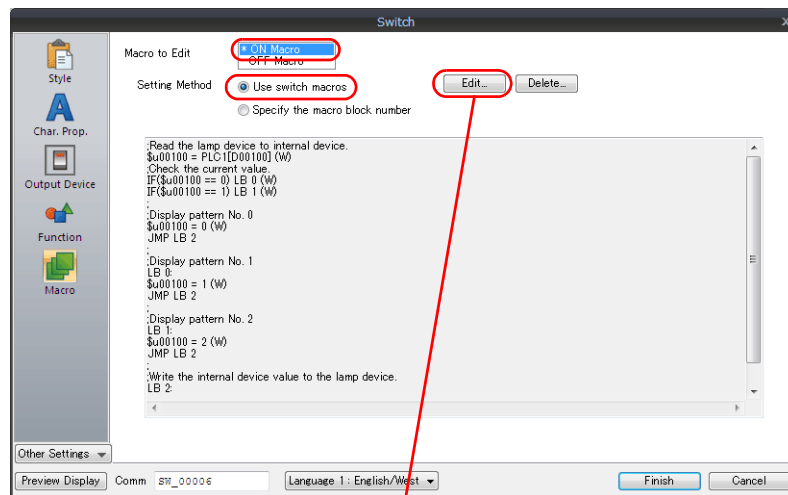 Switch
x
Style
Char. Prop.
Output Device
Function
Macro
Macro to Edit
* ON Macro
OFF Macro
Setting Method
Use switch macros
Edit...
Delete...
Specify the macro block number
;Read the lamp device to internal device.
$u00100 = PLC1[D00100] (W)
;Check the current value.
IF($u00100 == 0) LB 0 (W)
IF($u00100 == 1) LB 1 (W)
;
;Display pattern No. 0
$u00100 = 0 (W)
JMP LB 2
;
;Display pattern No. 1
LB 0:
$u00100 = 1 (W)
JMP LB 2
;
;Display pattern No. 2
LB 1:
$u00100 = 2 (W)
JMP LB 2
;
;Write the internal device value to the lamp device.
LB 2:
Other Settings
Preview Display
Comm
SW_00006
Language 1 : English/West
Finish
Cancel